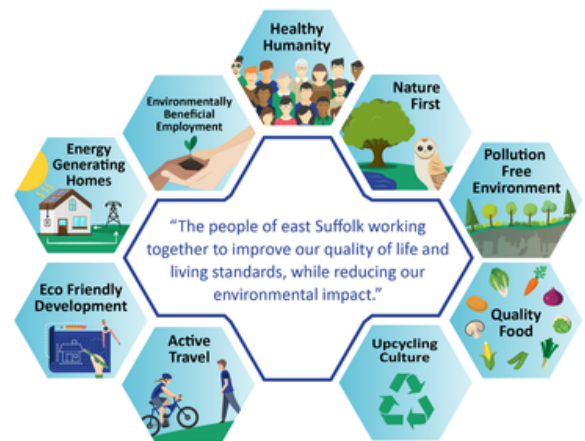 Healthy
Humanity
Nature
First
Pollution
Free
Environment
Quality
Food
Upcycling
Culture
Active
Travel
Eco Friendly
Development
Energy
Generating
Homes
Environmentally
Beneficial
Employment
“The people of east Suffolk working
together to improve our quality of life and
living standards, while reducing our
environmental impact.”